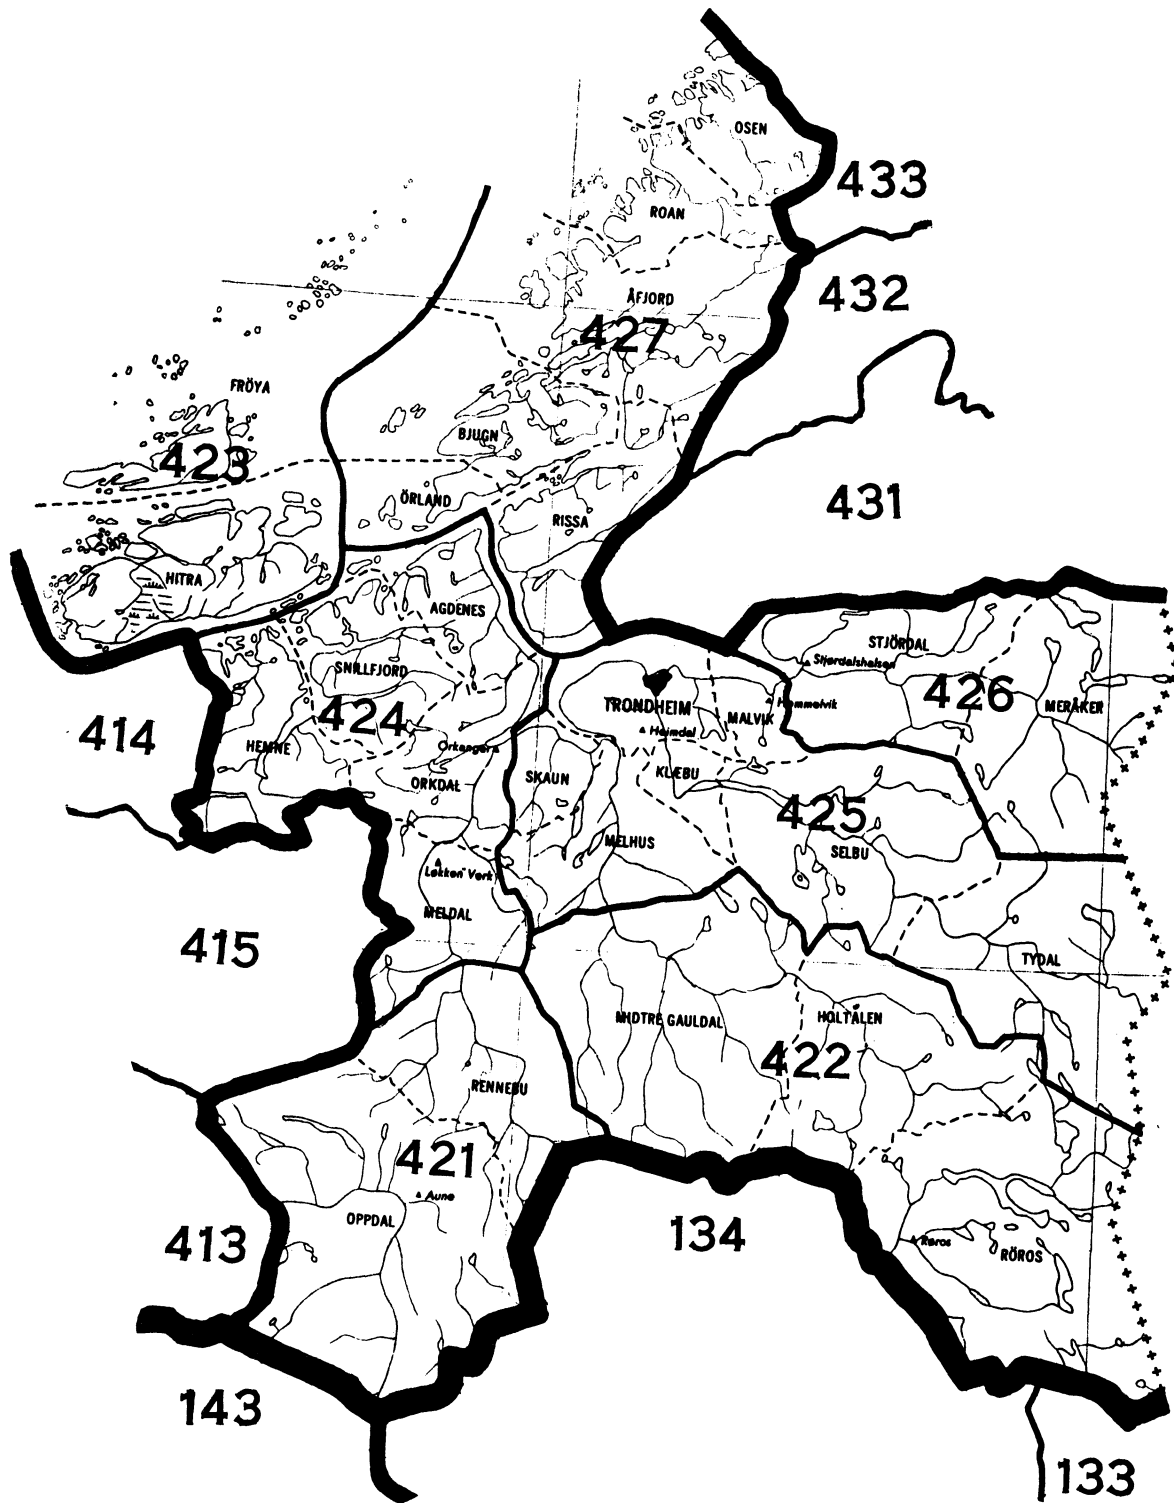 OSEN
433
ROAN
432
ÅFJORD
427
FRÖYA
BJUGN
423
ÖRLAND
431
RISSA
HITRA
AGDENES
STJÖRDAL
Stjørdalshalsen
SNILLFJORD
426
TRONDHEIM
Hommelvik
MERÅKER
424
MALVIK
414
Heimdal
HEMNE
Orkanger
KLÆBU
SKAUN
ORKDAL
425
MELHUS
SELBU
Løkken Verk
MELDAL
415
TYDAL
MIDTRE GAULDAL
HOLTÅLEN
422
RENNEBU
421
Aune
OPPDAL
413
134
Røros
RÖROS
143
133